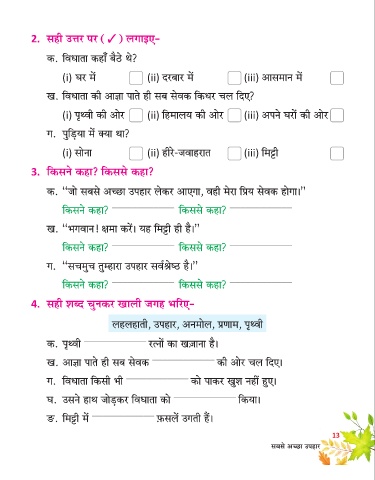 2. सही उत्तर पर ( ✓ ) लगाइए–
क. विधाता कहाँ बैठे थे?
(i) घर में (ii) दरबार में (iii) आसमान में
ख. विधाता की आज्ञा पाते ही सब सेवक किधर चल दिए?
(i) पृथ्वी की ओर (ii) हिमालय की ओर (iii) अपने घरों की ओर
ग. पुड़िया में क्या था?
(i) सोना (ii) हीरे-जवाहरात (iii) मिट्टी
3. किसने कहा? किससे कहा?
क. “जो सबसे अच्छा उपहार लेकर आएगा, वही मेरा प्रिय सेवक होगा।”
किसने कहा? किससे कहा?
ख. “भगवान! क्षमा करें। यह मिट्टी ही है।”
किसने कहा? किससे कहा?
ग. “सचमुच तुम्हारा उपहार सर्वश्रेष्ठ है।”
किसने कहा? किससे कहा?
4. सही शब्द चुनकर खाली जगह भरिए–
लहलहाती, उपहार, अनमोल, प्रणाम, पृथ्वी
क. पृथ्वी रत्नों का खज़ाना है।
ख. आज्ञा पाते ही सब सेवक की ओर चल दिए।
ग. विधाता किसी भी को पाकर खुश नहीं हुए।
घ. उसने हाथ जोड़कर विधाता को किया।
ङ. मिट्टी में फ़सलें उगती हैं।
13
सबसे अच्छा उपहार